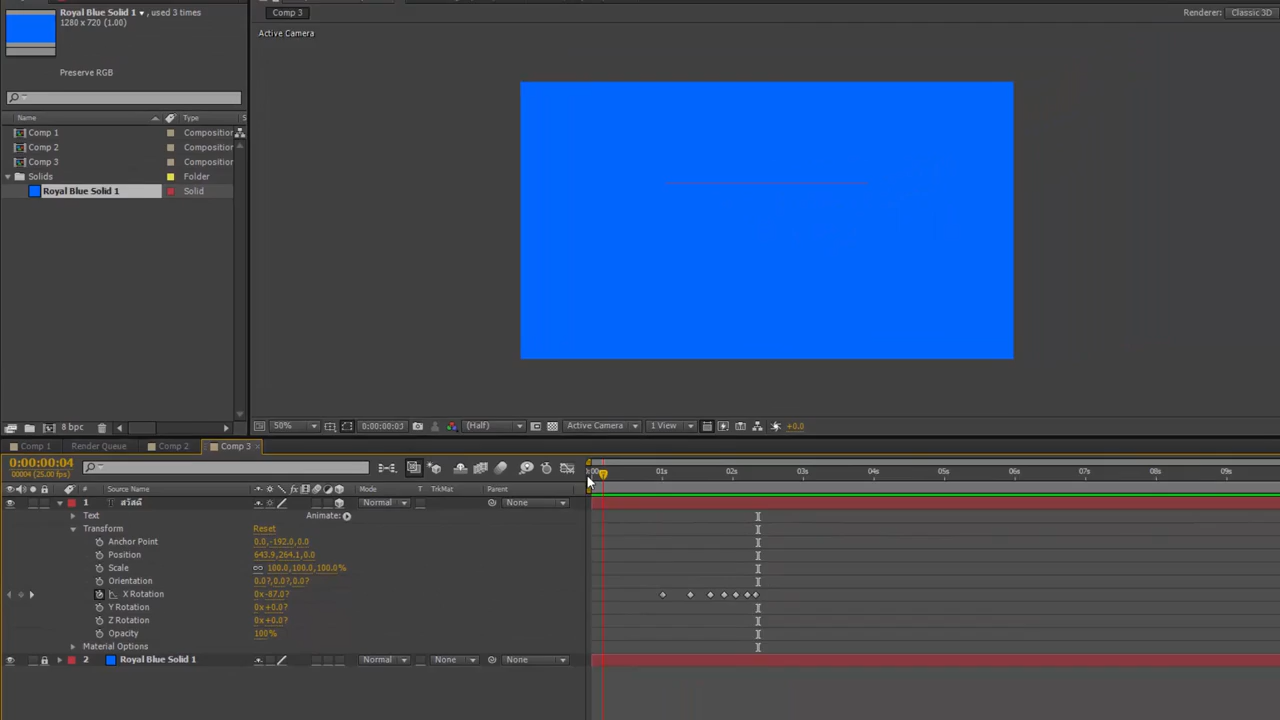 Royal Blue Solid 1 ▾ , used 3 times
1280 x 720 (1.00)
Preserve RGB
Name Type S
Comp 1 Composition
Comp 2 Composition
Comp 3 Composition
Solids Folder
Royal Blue Solid 1 Solid
8 bpc
Comp 3
Renderer: Classic 3D
Active Camera
50% 0:00:00:03 (Half) Active Camera 1 View +0.0
Comp 1 Render Queue Comp 2 Comp 3
0:00:00:04
00004 (25.00 fps)
:00 01s 02s 03s 04s 05s 06s 07s 08s 09s
# Source Name Mode T TrkMat Parent
1 T สวัสดี Normal None
Text Animate:
Transform Reset
Anchor Point 0.0,-192.0,0.0
Position 643.9,264.1,0.0
Scale 100.0,100.0,100.0%
Orientation 0.0?,0.0?,0.0?
X Rotation 0x-87.0?
Y Rotation 0x+0.0?
Z Rotation 0x+0.0?
Opacity 100%
Material Options
2 Royal Blue Solid 1 Normal None None